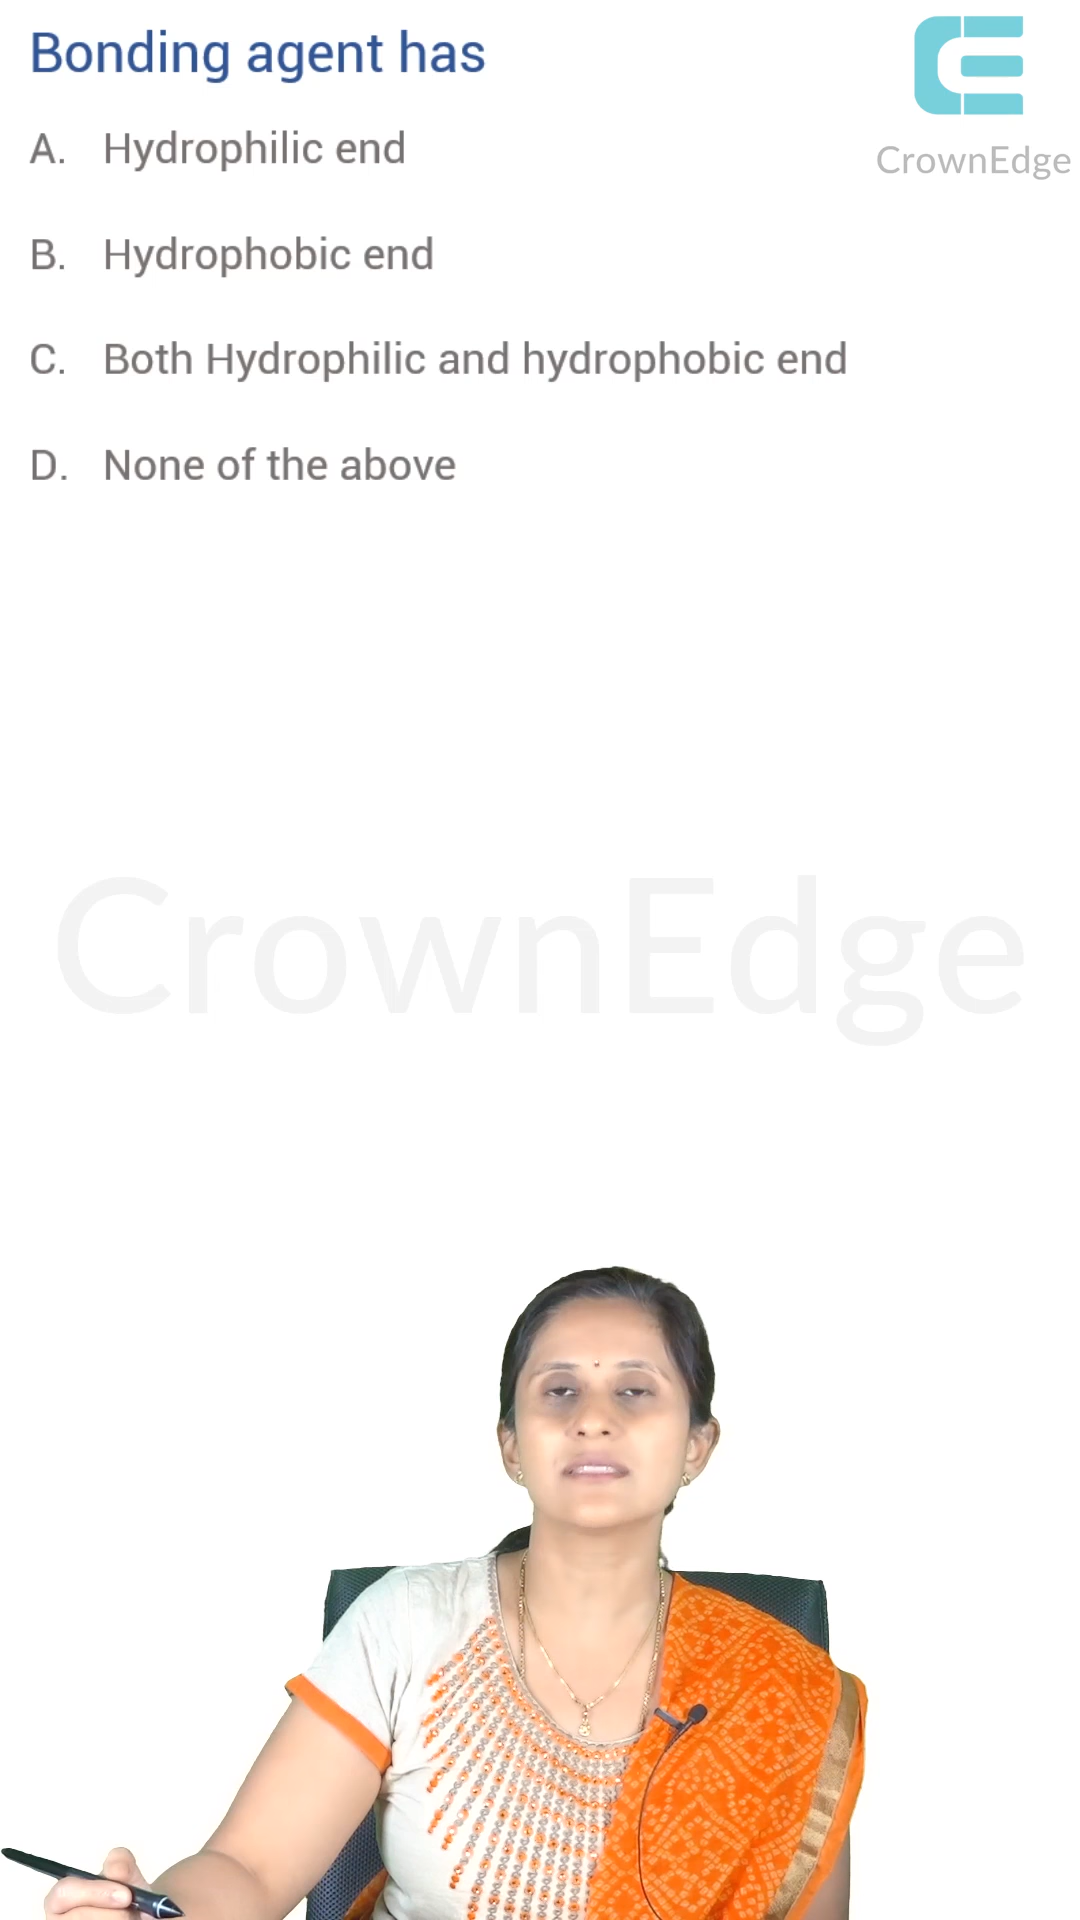 Bonding agent has
A. Hydrophilic end
B. Hydrophobic end
C. Both Hydrophilic and hydrophobic end
D. None of the above
CrownEdge
CrownEdge